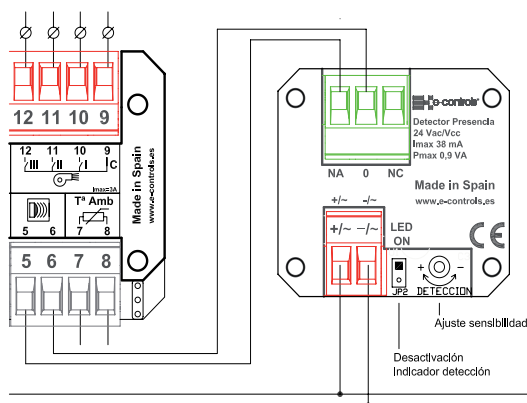 12 11 10 9
12 11 10 9
III II I C
Imax=3A
Tª Amb
5 6 7 8
5 6 7 8
Made in Spain
www.e-controls.es
e-controls
Detector Presencia
24 Vac/Vcc
Imax 38 mA
Pmax 0,9 VA
NA 0 NC
Made in Spain
www.e-controls.es
+/~ -/~
+/~ -/~
LED
ON
CE
+ -
JP2 DETECCION
Ajuste sensibilidad
Desactivación
Indicador detección